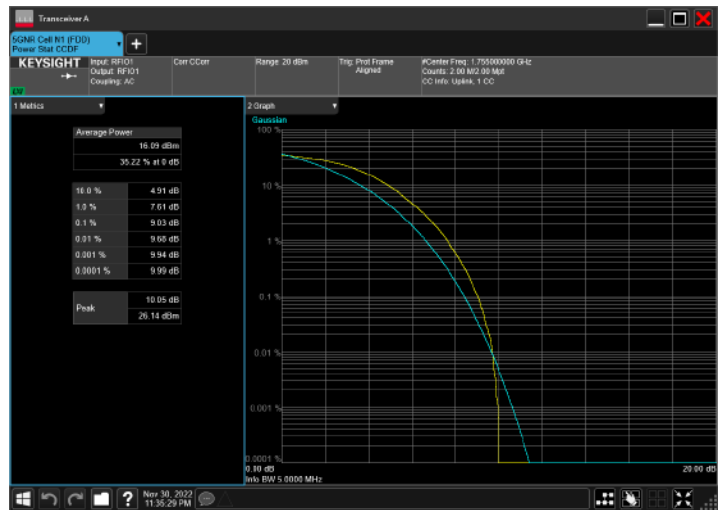 Transceiver A
5GNR Cell N1 (FDD)
Power Stat CCDF
KEYSIGHT
Input: RFIO1
Output: RFIO1
Coupling: AC
Corr CCorr
Range: 20 dBm
Trig: Prot Frame
Aligned
#Center Freq: 1.755000000 GHz
Counts: 2.00 M/2.00 Mpt
CC Info: Uplink, 1 CC
1 Metrics
Average Power
16.09 dBm
35.22 % at 0 dB
10.0 % 4.91 dB
1.0 % 7.61 dB
0.1 % 9.03 dB
0.01 % 9.68 dB
0.001 % 9.94 dB
0.0001 % 9.99 dB
Peak
10.05 dB
26.14 dBm
2 Graph
Gaussian
100 %
10 %
1 %
0.1 %
0.01 %
0.001 %
0.0001 %
0.00 dB
20.00 dB
Info BW 5.0000 MHz
?
Nov 30, 2022
11:35:29 PM